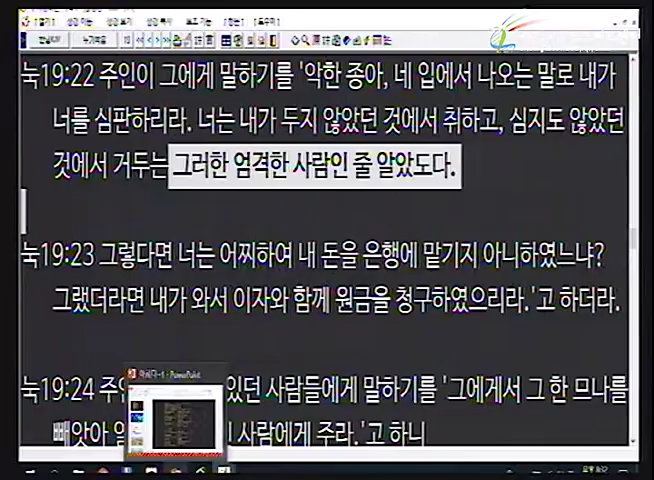 눅19:22 주인이 그에게 말하기를 '악한 종아, 네 입에서 나오는 말로 내가
너를 심판하리라. 너는 내가 두지 않았던 것에서 취하고, 심지도 않았던
것에서 거두는 그러한 엄격한 사람인 줄 알았도다.
눅19:23 그렇다면 너는 어찌하여 내 돈을 은행에 맡기지 아니하였느냐?
그랬더라면 내가 와서 이자와 함께 원금을 청구하였으리라.'고 하더라.
PowerPoint
눅19:24 있던 사람들에게 말하기를 '그에게서 그 한 므나를
빼앗아 사람에게 주라.'고 하니